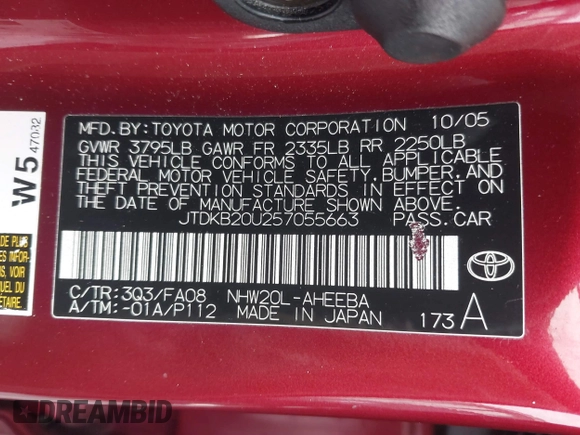 MFD.BY:TOYOTA MOTOR CORPORATION 10/05
GVWR 3795LB GAWR FR 2335LB RR 2250LB
THIS VEHICLE CONFORMS TO ALL APPLICABLE
FEDERAL MOTOR VEHICLE SAFETY,BUMPER,AND
THEFT PREVENTION STANDARDS IN EFFECT ON
THE DATE OF MANUFACTURE SHOWN ABOVE.
JTDKB20U257055663 PASS.CAR
C/TR:3Q3/FA08 NHW20L-AHEEBA
A/TM:-01A/P112 MADE IN JAPAN 173A
W5
47032
DREAMBID